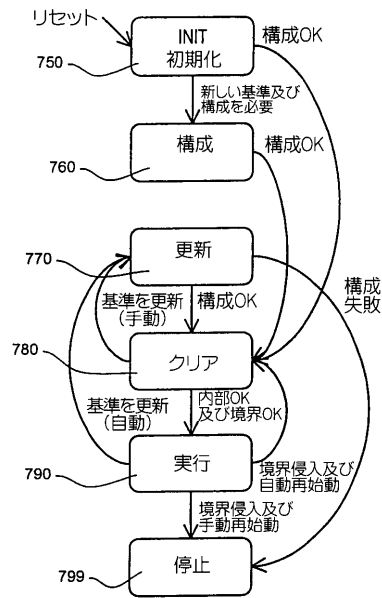 リセット
INIT
初期化
構成OK
750
新しい基準及び
構成を必要
構成
構成OK
760
更新
770
構成
失敗
基準を更新
(手動)
構成OK
780
クリア
基準を更新
(自動)
内部OK
及び境界OK
実行
790
境界侵入及び
自動再始動
境界侵入及び
手動再始動
停止
799